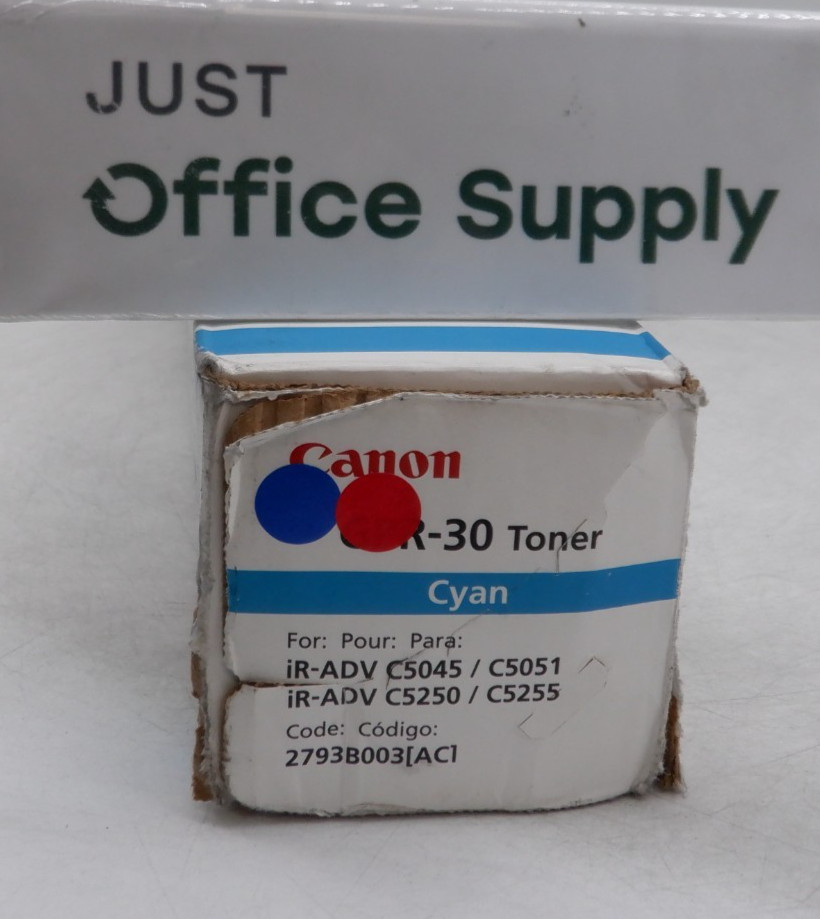 JUST
Office Supply
Canon
-30 Toner
Cyan
For: Pour: Para:
iR-ADV C5045 / C5051
iR-ADV C5250 / C5255
Code: Código:
2793B003[AC]